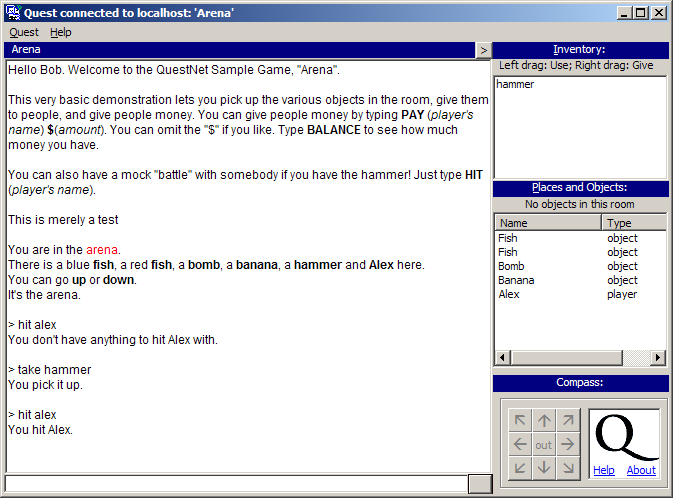 Quest connected to localhost: 'Arena'
Quest Help
Arena
>
Hello Bob. Welcome to the QuestNet Sample Game, "Arena".
This very basic demonstration lets you pick up the various objects in the room, give them
to people, and give people money. You can give people money by typing PAY (player's
name) $(amount). You can omit the "$" if you like. Type BALANCE to see how much
money you have.
You can also have a mock "battle" with somebody if you have the hammer! Just type HIT
(player's name).
This is merely a test
You are in the arena.
There is a blue fish, a red fish, a bomb, a banana, a hammer and Alex here.
You can go up or down.
It's the arena.
> hit alex
You don't have anything to hit Alex with.
> take hammer
You pick it up.
> hit alex
You hit Alex.
Inventory:
Left drag: Use; Right drag: Give
hammer
Places and Objects:
No objects in this room
Name Type
Fish object
Fish object
Bomb object
Banana object
Alex player
Compass:
out
Q
Help About